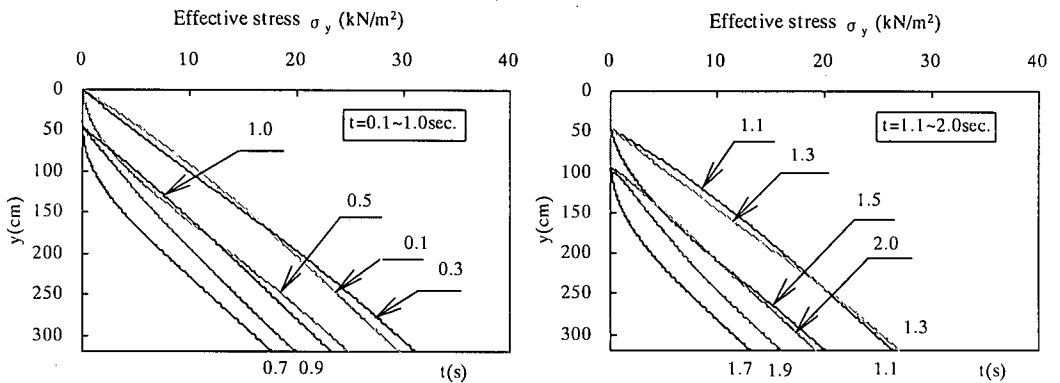 Effective stress σ y (kN/m²)
0 10 20 30 40
0
50
100
150
200
250
300
y(cm)
t=0.1~1.0sec.
1.0
0.5
0.1
0.3
0.7 0.9 t(s)
Effective stress σ y (kN/m²)
0 10 20 30 40
0
50
100
150
200
250
300
y(cm)
t=1.1~2.0sec.
1.1
1.3
1.5
2.0
1.3
1.7 1.9 1.1 t(s)